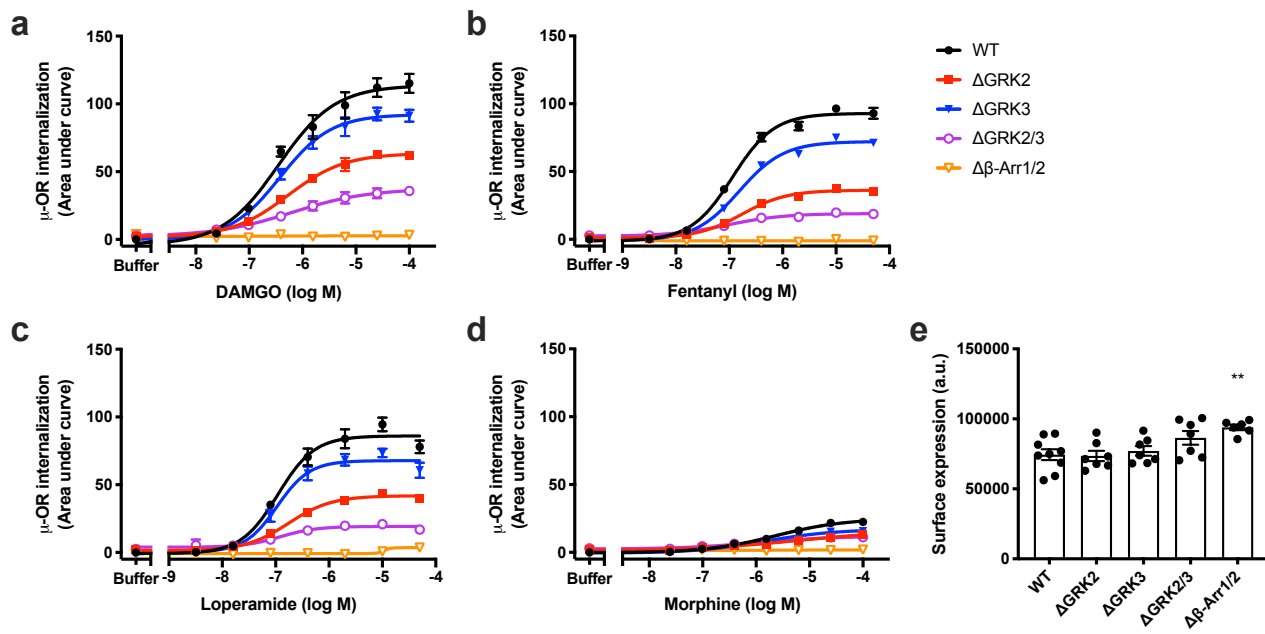 a
150
100
50
0
μ-OR internalization
(Area under curve)
Buffer
-8
-7
-6
-5
-4
DAMGO (log M)
b
150
100
50
0
μ-OR internalization
(Area under curve)
Buffer
-9
-8
-7
-6
-5
-4
Fentanyl (log M)
WT
ΔGRK2
ΔGRK3
ΔGRK2/3
Δβ-Arr1/2
c
150
100
50
0
μ-OR internalization
(Area under curve)
Buffer
-9
-8
-7
-6
-5
-4
Loperamide (log M)
d
150
100
50
0
μ-OR internalization
(Area under curve)
Buffer
-8
-7
-6
-5
-4
Morphine (log M)
e
150000
100000
50000
0
Surface expression (a.u.)
**
WT
ΔGRK2
ΔGRK3
ΔGRK2/3
Δβ-Arr1/2